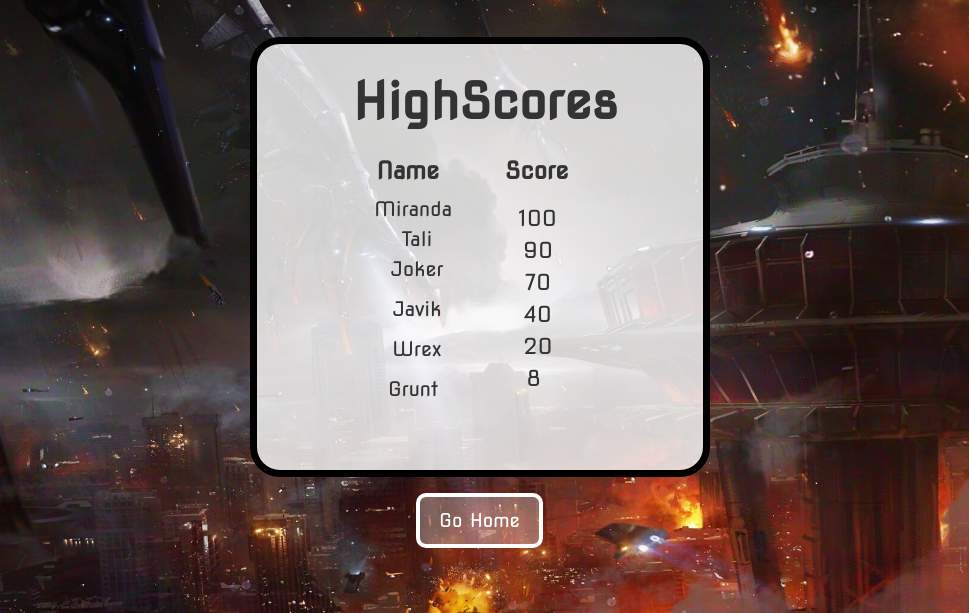 HighScores
Name Score
Miranda 100
Tali 90
Joker 70
Javik 40
Wrex 20
Grunt 8
Go Home